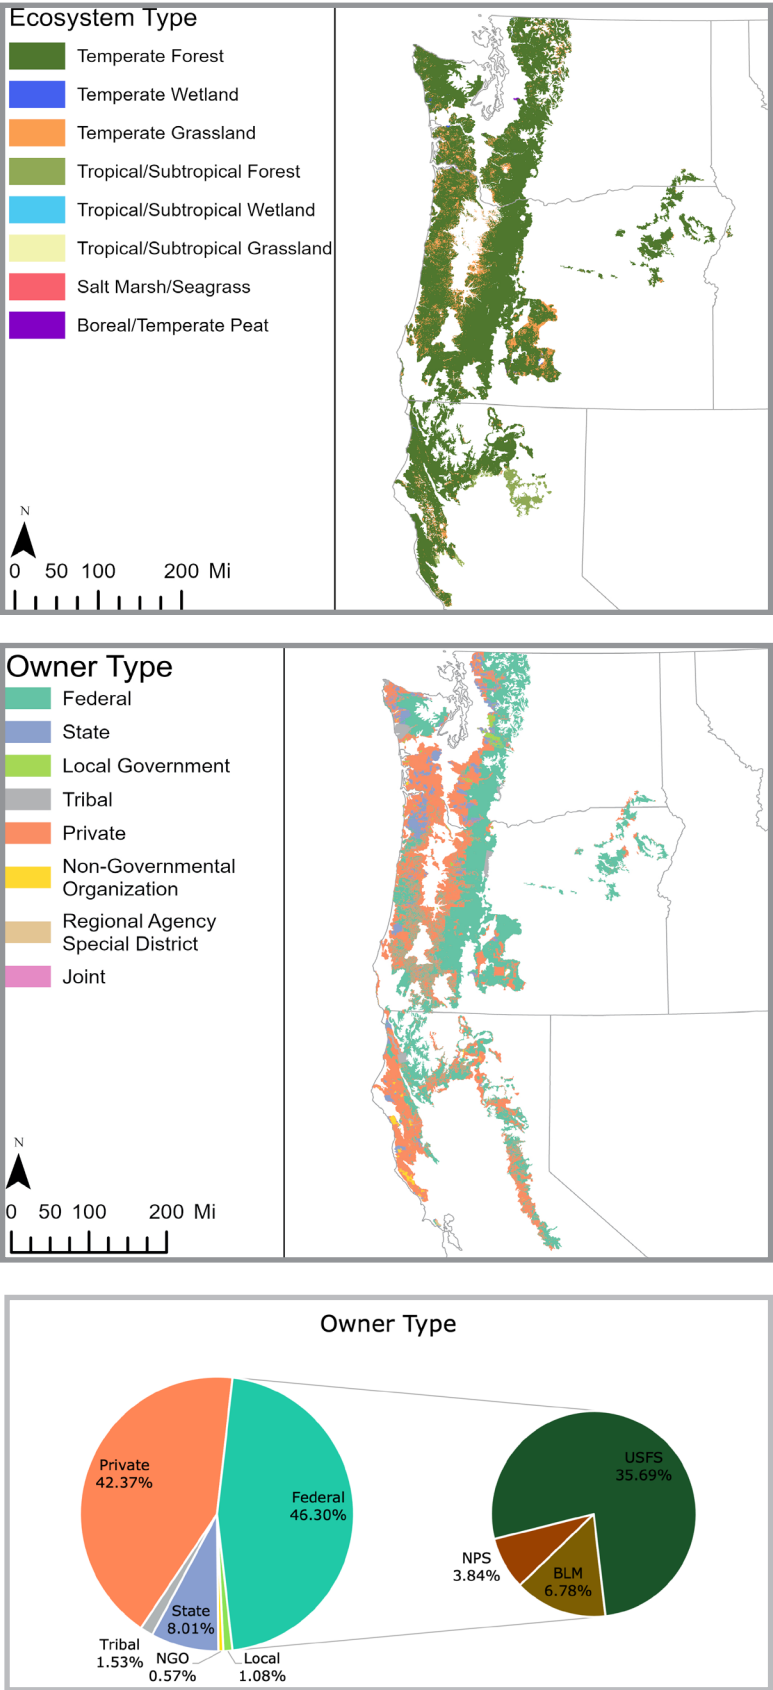 Ecosystem Type
Temperate Forest
Temperate Wetland
Temperate Grassland
Tropical/Subtropical Forest
Tropical/Subtropical Wetland
Tropical/Subtropical Grassland
Salt Marsh/Seagrass
Boreal/Temperate Peat
N
0 50 100 200 Mi
Owner Type
Federal
State
Local Government
Tribal
Private
Non-Governmental
Organization
Regional Agency
Special District
Joint
N
0 50 100 200 Mi
Owner Type
Private
42.37%
Federal
46.30%
State
8.01%
Tribal
1.53%
NGO
0.57%
Local
1.08%
USFS
35.69%
NPS
3.84%
BLM
6.78%